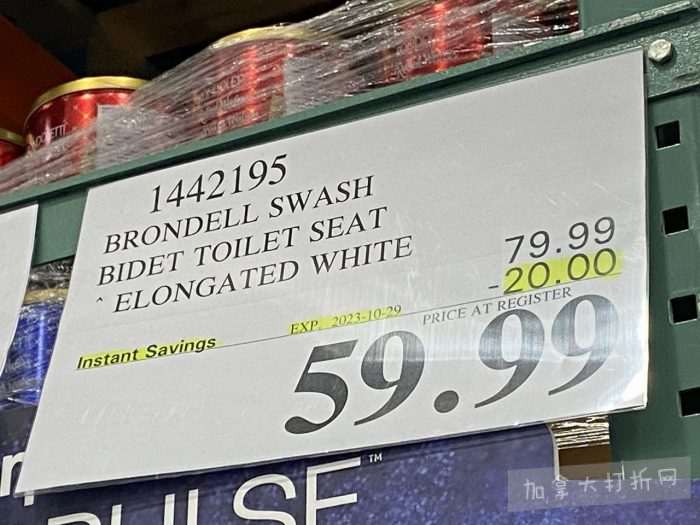 1442195
BRONDELL SWASH
BIDET TOILET SEAT
^ ELONGATED WHITE
79.99
-20.00
Instant Savings
EXP. 2023-10-29
PRICE AT REGISTER
59.99
PULSE™
加拿大打折网